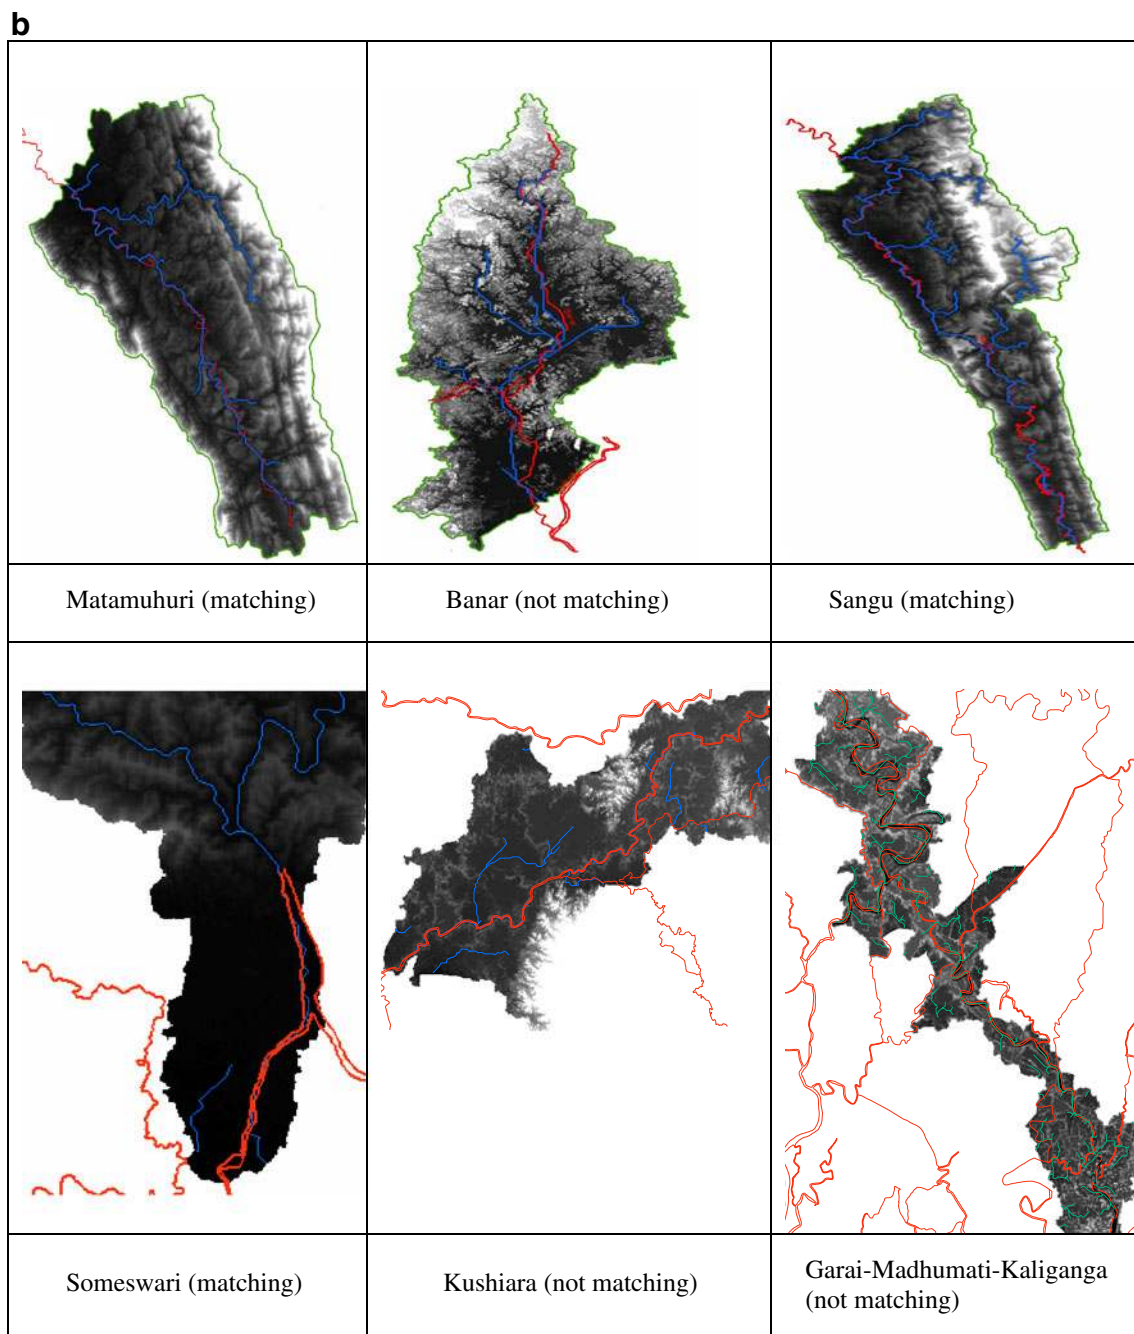 b
Matamuhuri (matching)
Banar (not matching)
Sangu (matching)
Someswari (matching)
Kushiara (not matching)
Garai-Madhumati-Kaliganga
(not matching)